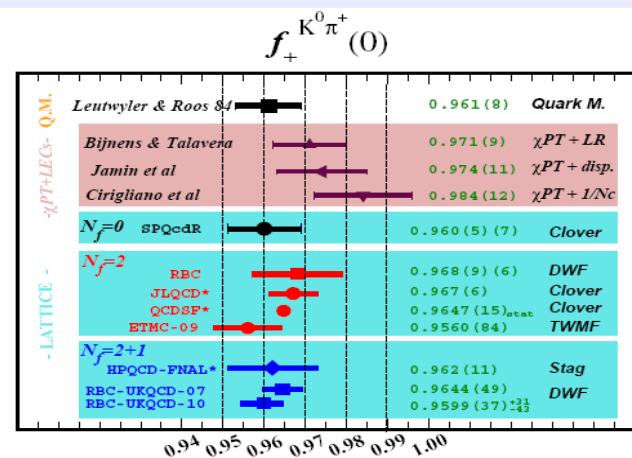 f₊^{K⁰π⁺}(0)
Q.M.
Leutwyler & Roos 84 0.961(8) Quark M.
-χPT+LECs-
Bijnens & Talavera 0.971(9) χPT + LR
Jamin et al 0.974(11) χPT + disp.
Cirigliano et al 0.984(12) χPT + 1/Nc
- LATTICE -
N_f=0 SPQcdR 0.960(5)(7) Clover
N_f=2
RBC 0.968(9)(6) DWF
JLQCD* 0.967(6) Clover
QCDSF* 0.9647(15)_stat Clover
ETMC-09 0.9560(84) TWMF
N_f=2+1
HPQCD-FNAL* 0.962(11) Stag
RBC-UKQCD-07 0.9644(49) DWF
RBC-UKQCD-10 0.9599(37)^{+31}_{-43}
0.94 0.95 0.96 0.97 0.98 0.99 1.00